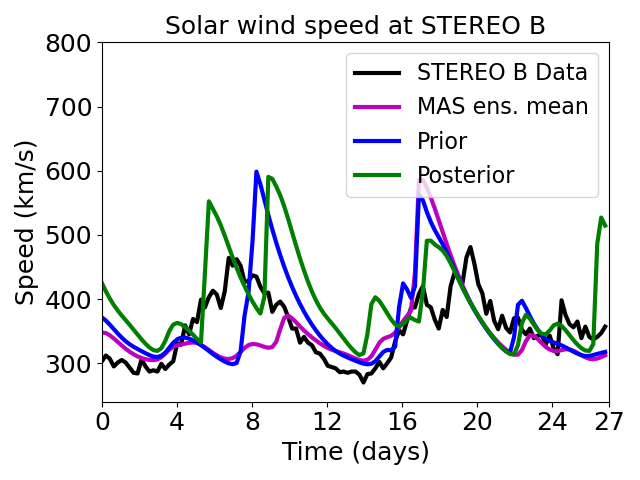 Solar wind speed at STEREO B
800
700
600
500
400
300
Speed (km/s)
STEREO B Data
MAS ens. mean
Prior
Posterior
0 4 8 12 16 20 24 27
Time (days)